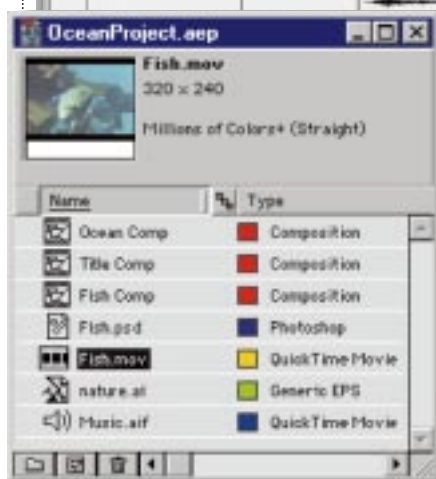 OceanProject.aep
Fish.mov
320 x 240
Millions of Colors+ (Straight)
Name Type
Ocean Comp Composition
Title Comp Composition
Fish Comp Composition
Fish.psd Photoshop
Fish.mov QuickTime Movie
nature.ai Generic EPS
Music.aif QuickTime Movie